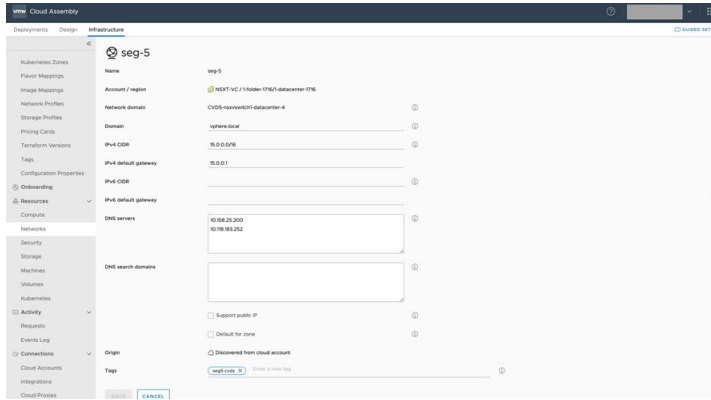 vmw Cloud Assembly
Deployments Design Infrastructure
GUIDED SET
«
seg-5
Kubernetes Zones
Flavor Mappings
Image Mappings
Network Profiles
Storage Profiles
Pricing Cards
Terraform Versions
Tags
Configuration Properties
Onboarding
Resources
Compute
Networks
Security
Storage
Machines
Volumes
Kubernetes
Activity
Requests
Events Log
Connections
Cloud Accounts
Integrations
Cloud Proxies
Name seg-5
Account / region NSXT-VC / 1-folder-1716/1-datacenter-1716
Network domain CVDS-nsxvswitch1-datacenter-4
Domain vphere.local
IPv4 CIDR 15.0.0.0/16
IPv4 default gateway 15.0.0.1
IPv6 CIDR
IPv6 default gateway
DNS servers 10.158.25.200
10.118.183.252
DNS search domains
Support public IP
Default for zone
Origin Discovered from cloud account
Tags seg5:cvds X Enter a new tag
SAVE CANCEL